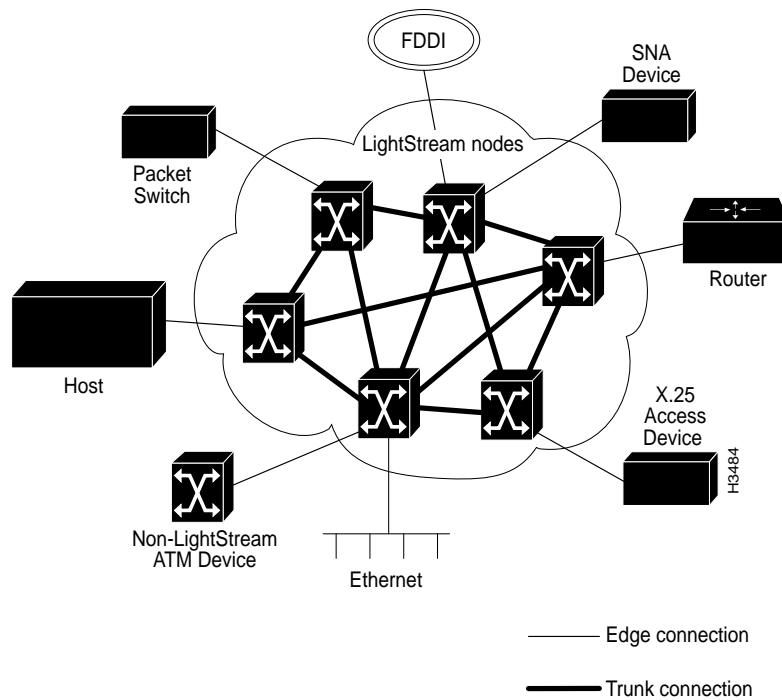 FDDI
SNA
Device
LightStream nodes
Packet
Switch
Router
Host
X.25
Access
Device
H3484
Non-LightStream
ATM Device
Ethernet
Edge connection
Trunk connection